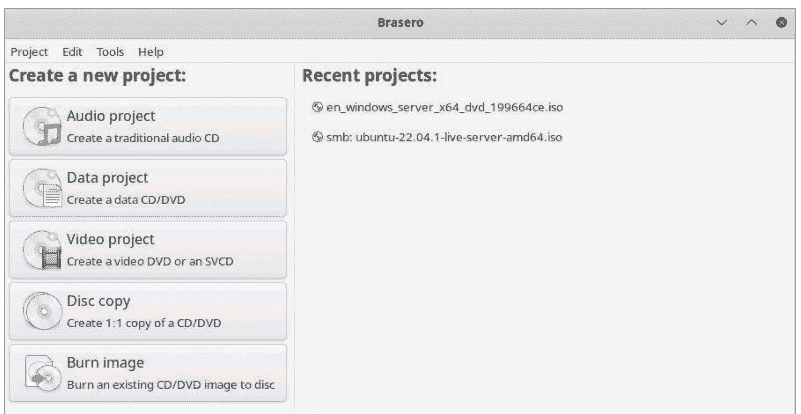 Brasero
Project Edit Tools Help
Create a new project:
Audio project
Create a traditional audio CD
Data project
Create a data CD/DVD
Video project
Create a video DVD or an SVCD
Disc copy
Create 1:1 copy of a CD/DVD
Burn image
Burn an existing CD/DVD image to disc
Recent projects:
en_windows_server_x64_dvd_199664ce.iso
smb: ubuntu-22.04.1-live-server-amd64.iso